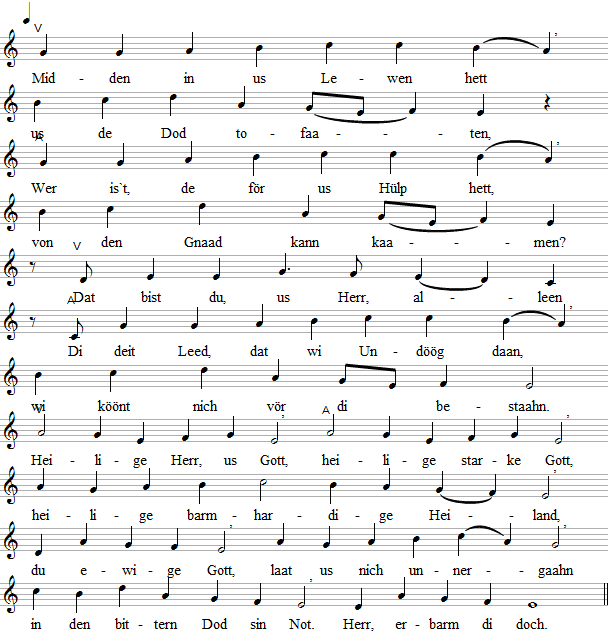 V
Mid - den in us Le - wen hett
us de Dod to - faa - - ten,
A
Wer is`t, de för us Hülp hett,
von den Gnaad kann kaa - - men?
V
Dat bist du, us Herr, al - - leen
A
Di deit Leed, dat wi Un - döög daan,
wi köönt nich vör di be - staahn.
V A
Hei - li - ge Herr, us Gott, hei - li - ge star - ke Gott,
hei - li - ge barm - har - di - ge Hei - land,
du e - wi - ge Gott, laat us nich un - ner - gaahn
in den bit - tern Dod sin Not. Herr, er - barm di doch.